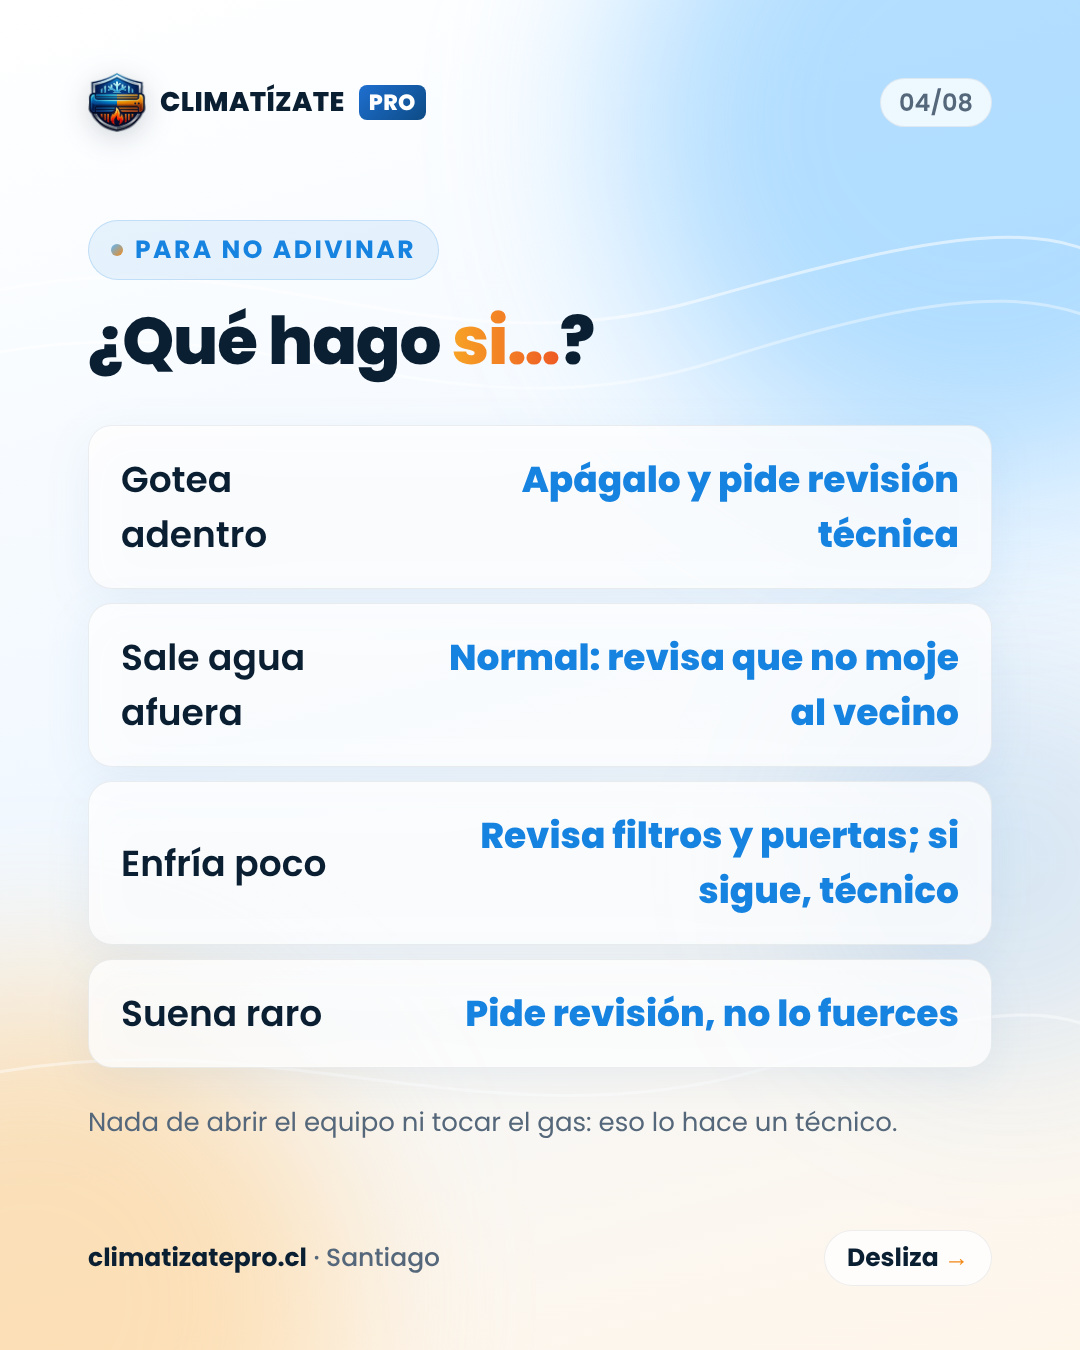 CLIMATÍZATE PRO
04/08
PARA NO ADIVINAR
¿Qué hago si...?
Gotea
adentro
Apágalo y pide revisión
técnica
Sale agua
afuera
Normal: revisa que no moje
al vecino
Enfría poco
Revisa filtros y puertas; si
sigue, técnico
Suena raro
Pide revisión, no lo fuerces
Nada de abrir el equipo ni tocar el gas: eso lo hace un técnico.
climatizatepro.cl · Santiago
Desliza →